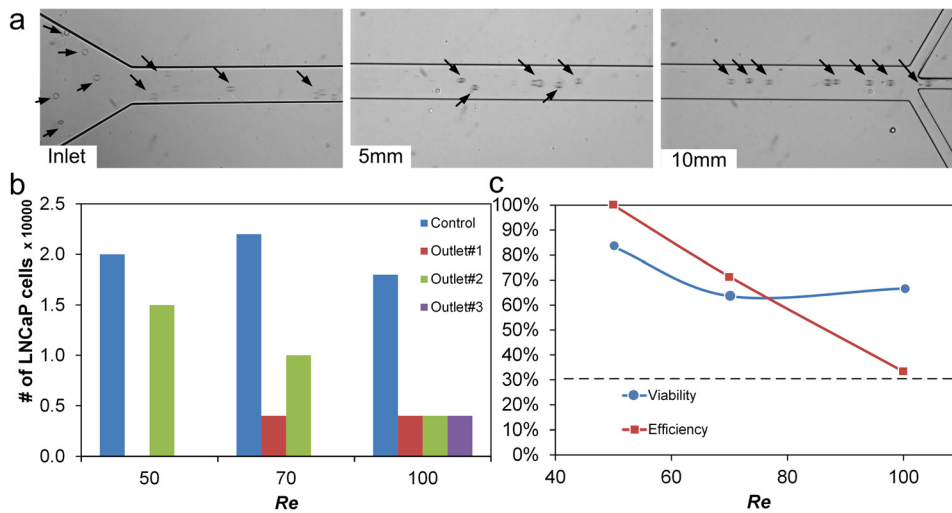 a
Inlet
5mm
10mm
b
# of LNCaP cells x 10000
2.5
2.0
1.5
1.0
0.5
0.0
50
70
100
Re
Control
Outlet#1
Outlet#2
Outlet#3
c
100%
90%
80%
70%
60%
50%
40%
30%
20%
10%
0%
40
60
80
100
Re
Viability
Efficiency